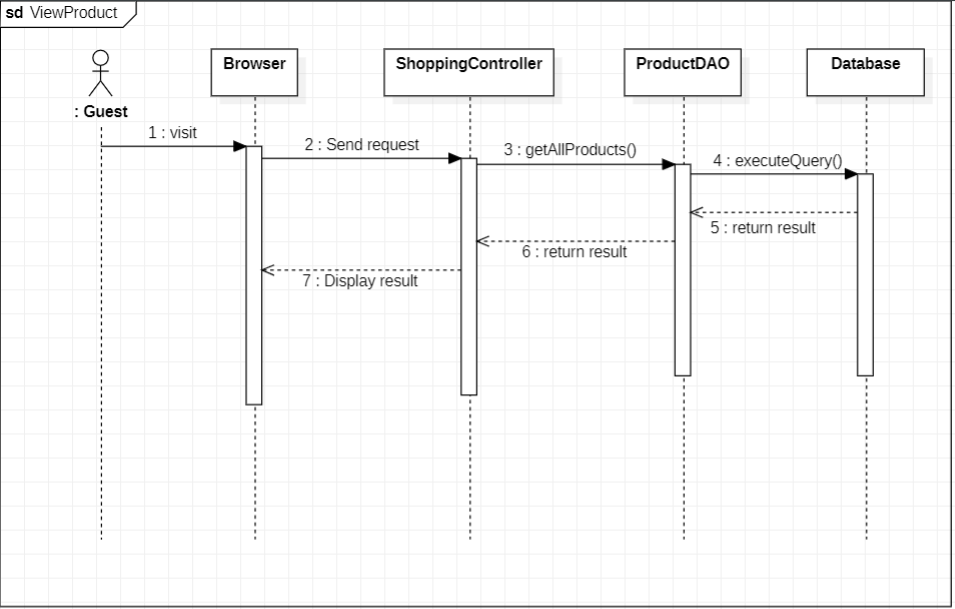 sd ViewProduct
Browser
ShoppingController
ProductDAO
Database
: Guest
1 : visit
2 : Send request
3 : getAllProducts()
4 : executeQuery()
5 : return result
6 : return result
7 : Display result